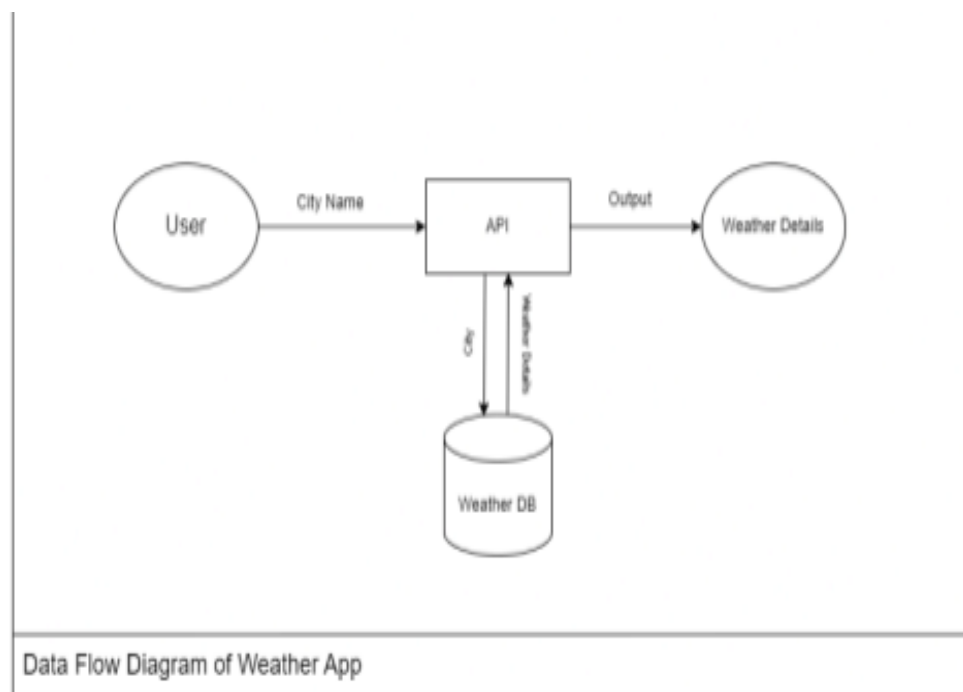 City Name
Output
User
API
Weather Details
City
Weather Details
Weather DB
Data Flow Diagram of Weather App